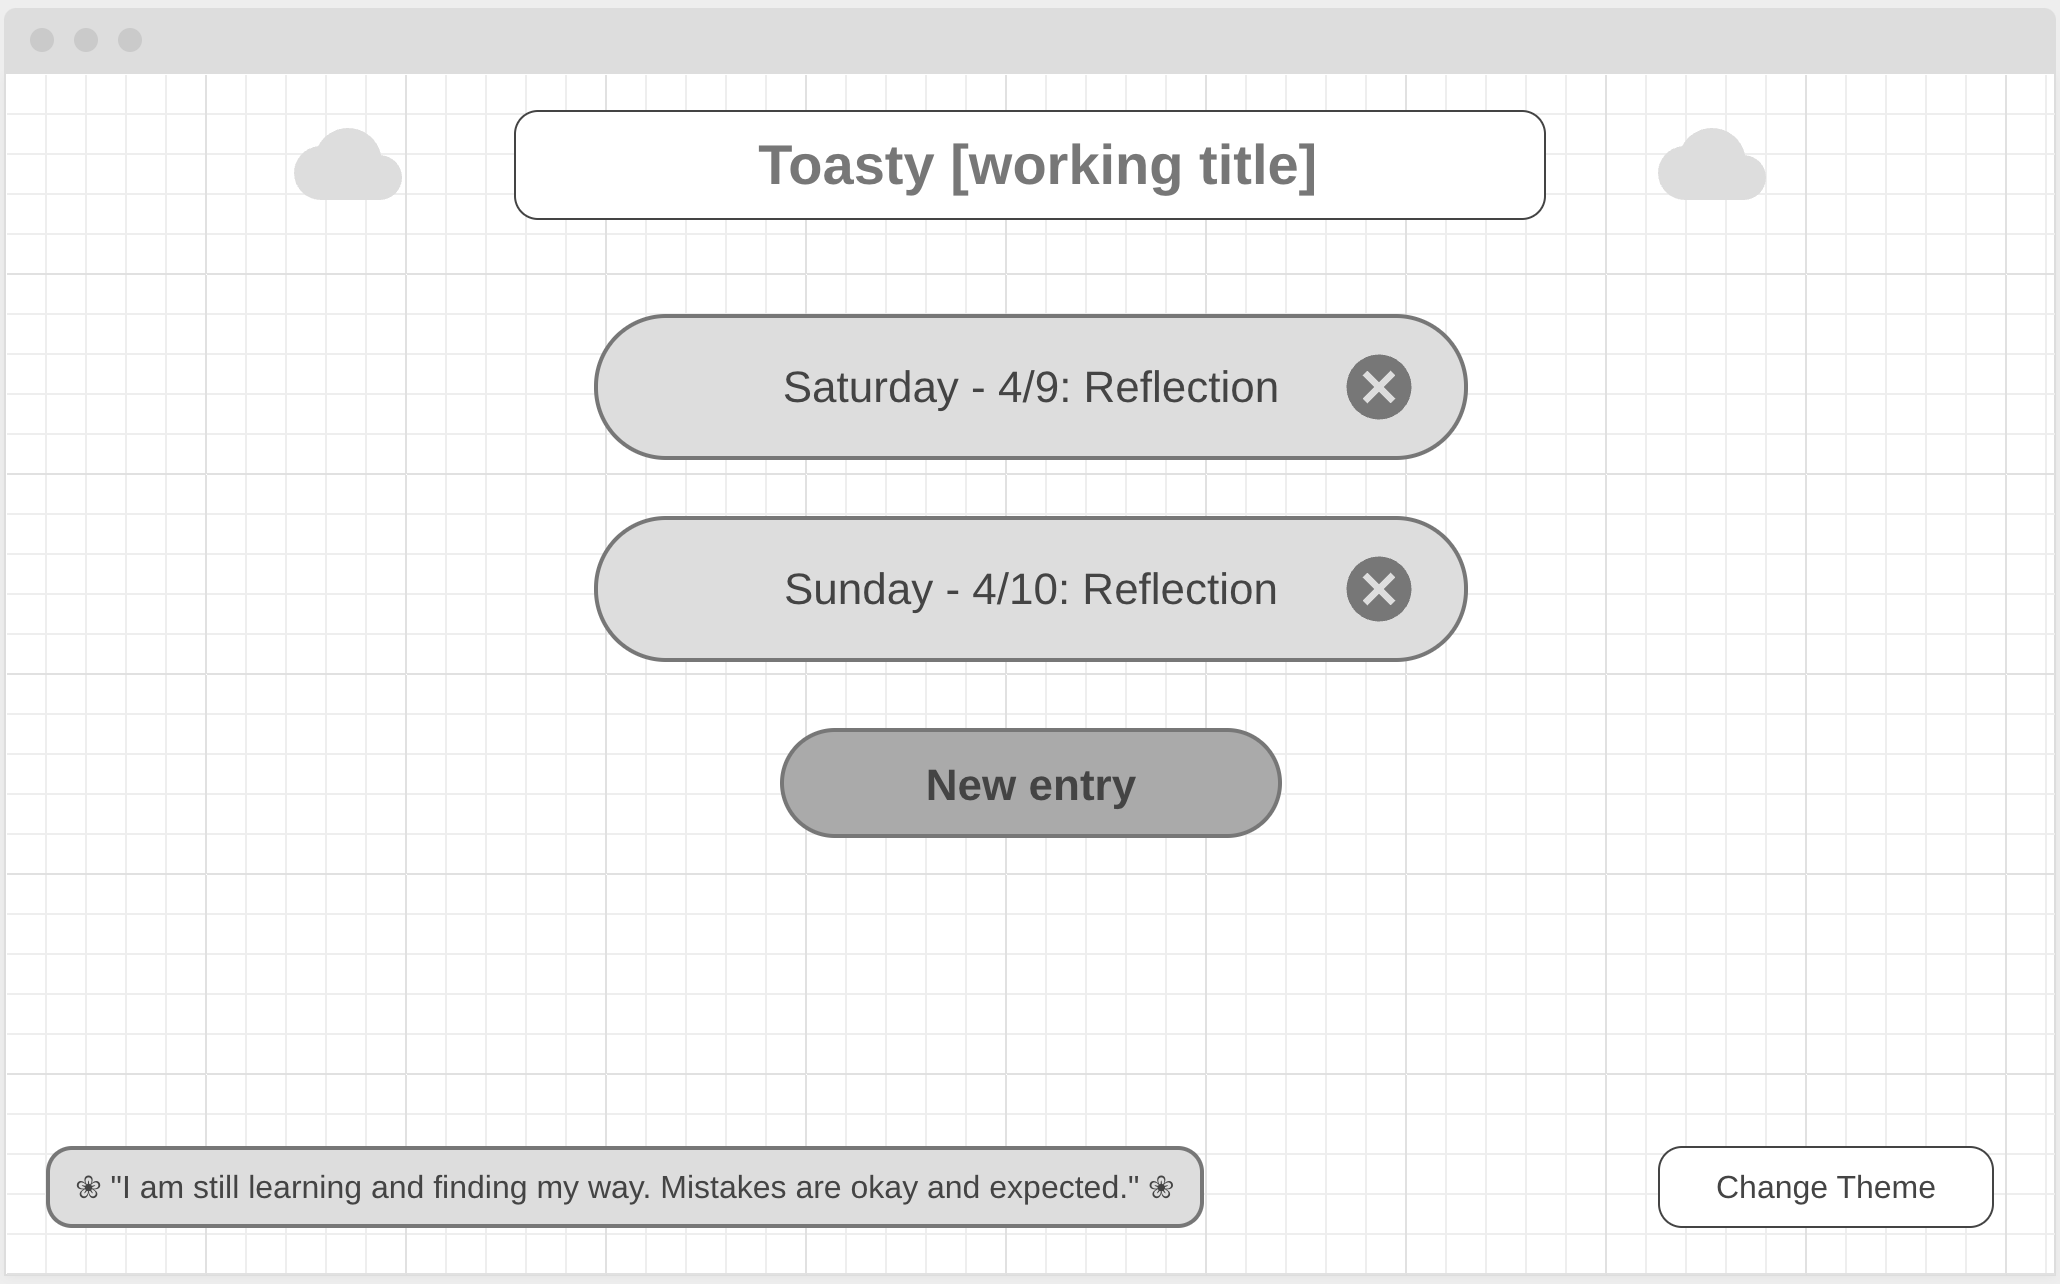 Toasty [working title]
Saturday - 4/9: Reflection
Sunday - 4/10: Reflection
New entry
❀ "I am still learning and finding my way. Mistakes are okay and expected." ❀
Change Theme